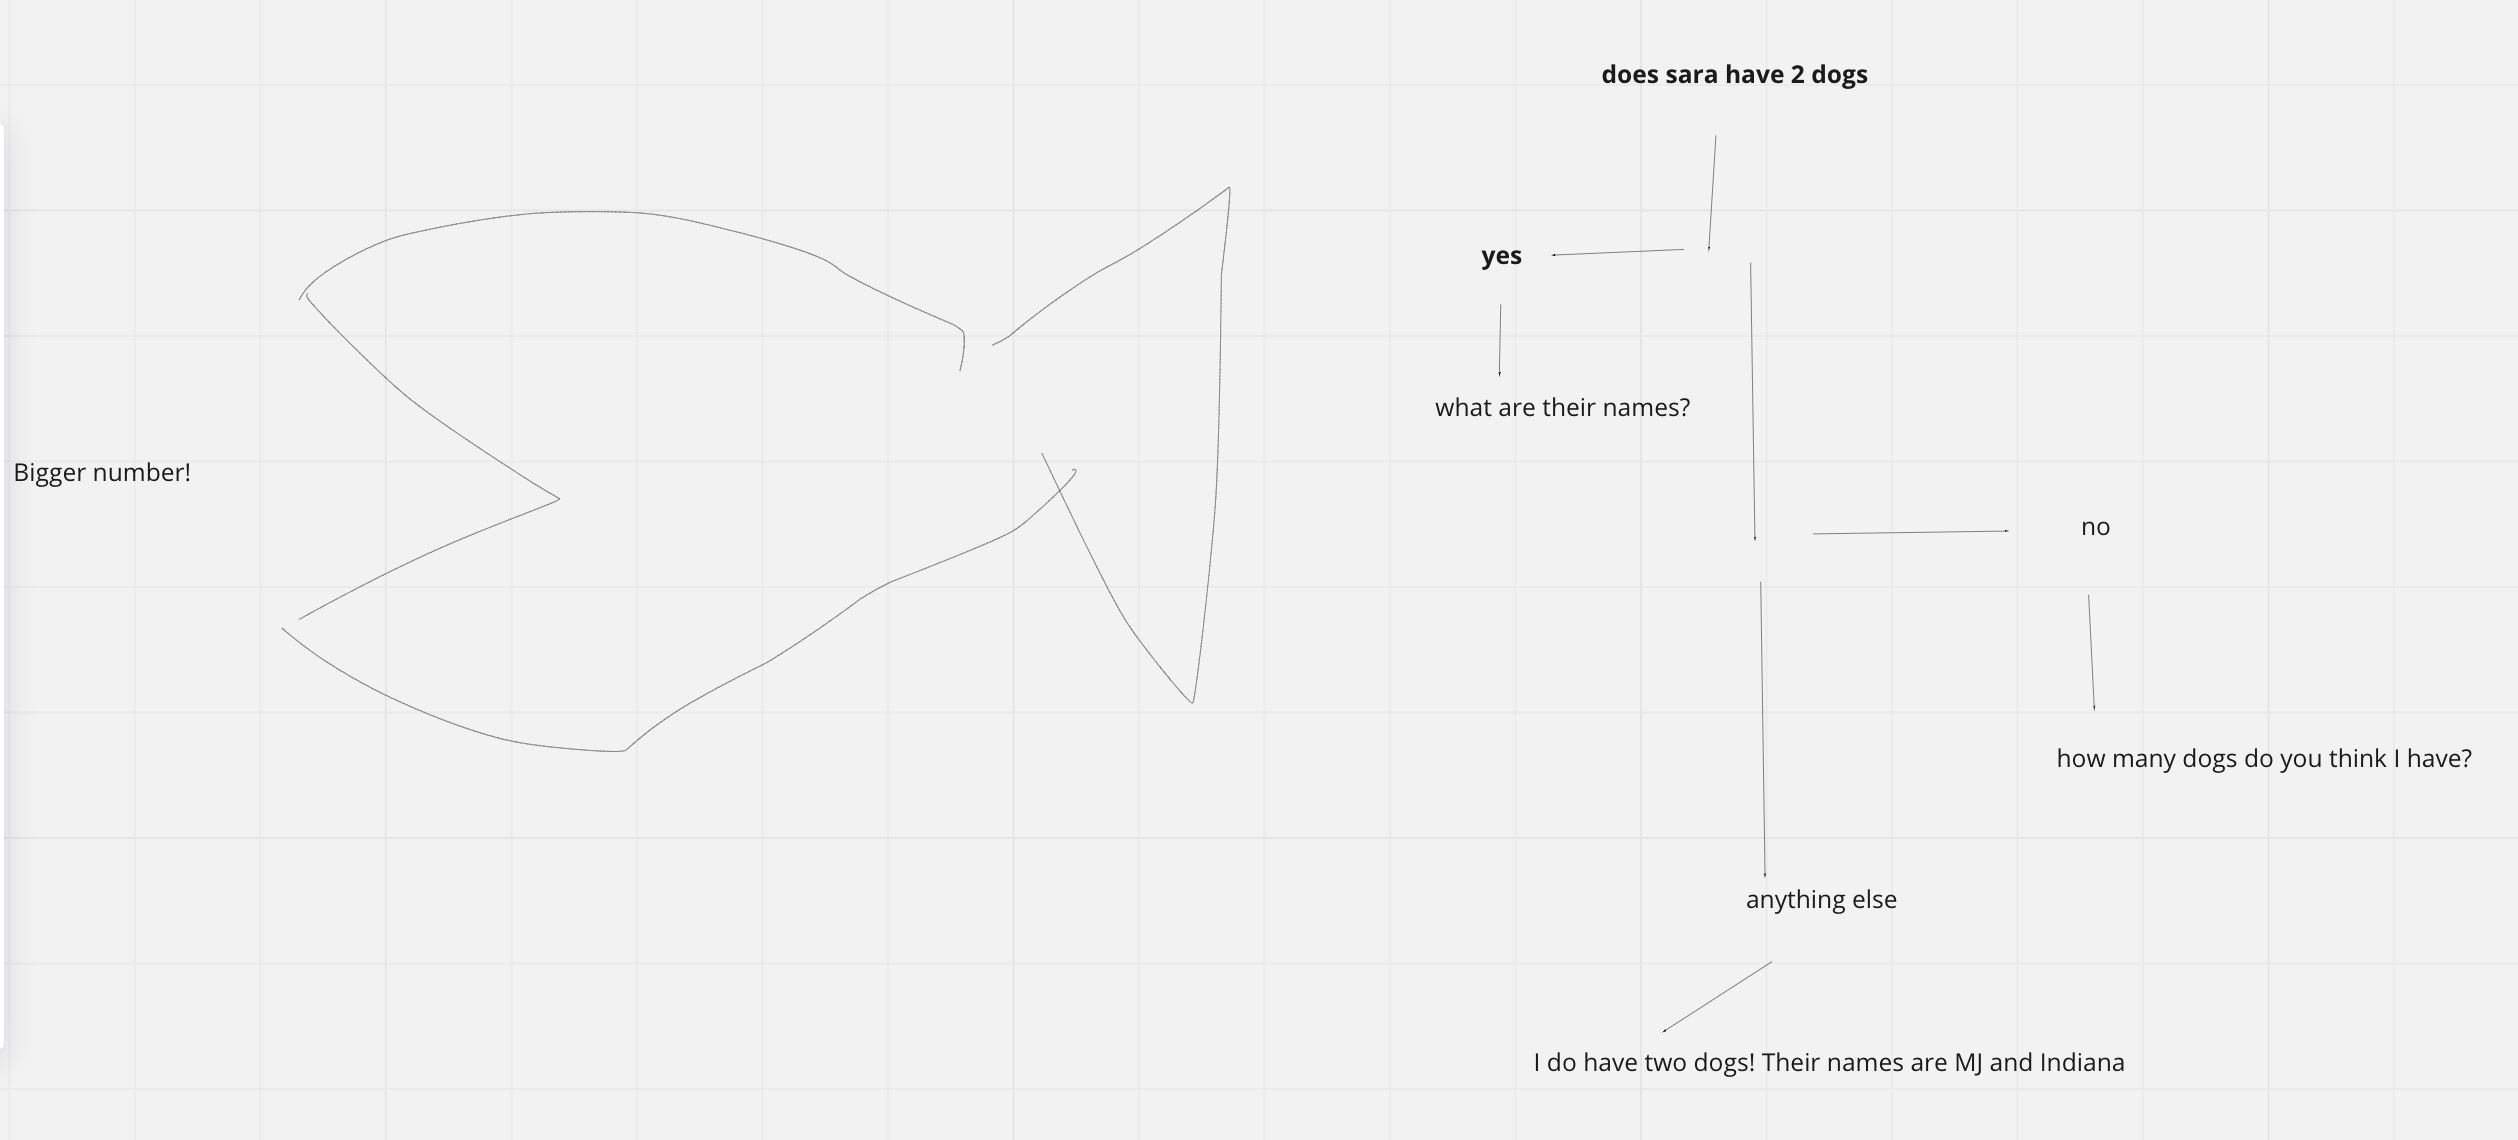 Bigger number!
does sara have 2 dogs
yes
what are their names?
no
how many dogs do you think I have?
anything else
I do have two dogs! Their names are MJ and Indiana